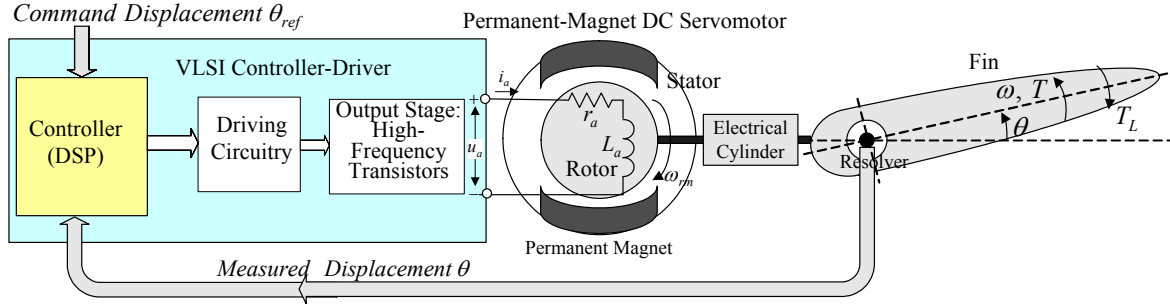 Command Displacement θref
VLSI Controller-Driver
Controller
(DSP)
Driving
Circuitry
Output Stage:
High-
Frequency
Transistors
+
ua
−
ia
Permanent-Magnet DC Servomotor
Stator
ra
La
Rotor
ωrm
Permanent Magnet
Electrical
Cylinder
Fin
ω, T
θ
TL
Resolver
Measured Displacement θ